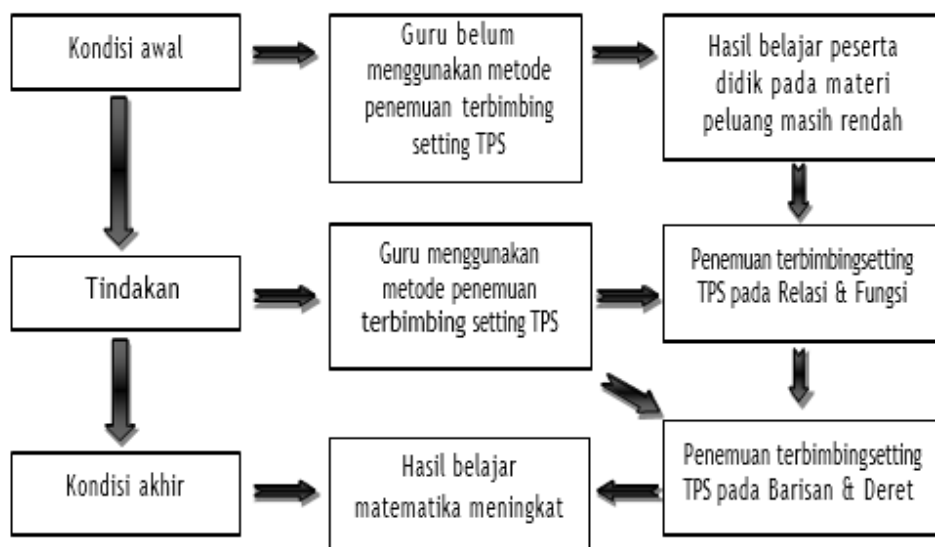 Kondisi awal
Guru belum
menggunakan metode
penemuan terbimbing
setting TPS
Hasil belajar peserta
didik pada materi
peluang masih rendah
Tindakan
Guru menggunakan
metode penemuan
terbimbing setting TPS
Penemuan terbimbingsetting
TPS pada Relasi & Fungsi
Kondisi akhir
Hasil belajar
matematika meningkat
Penemuan terbimbingsetting
TPS pada Barisan & Deret